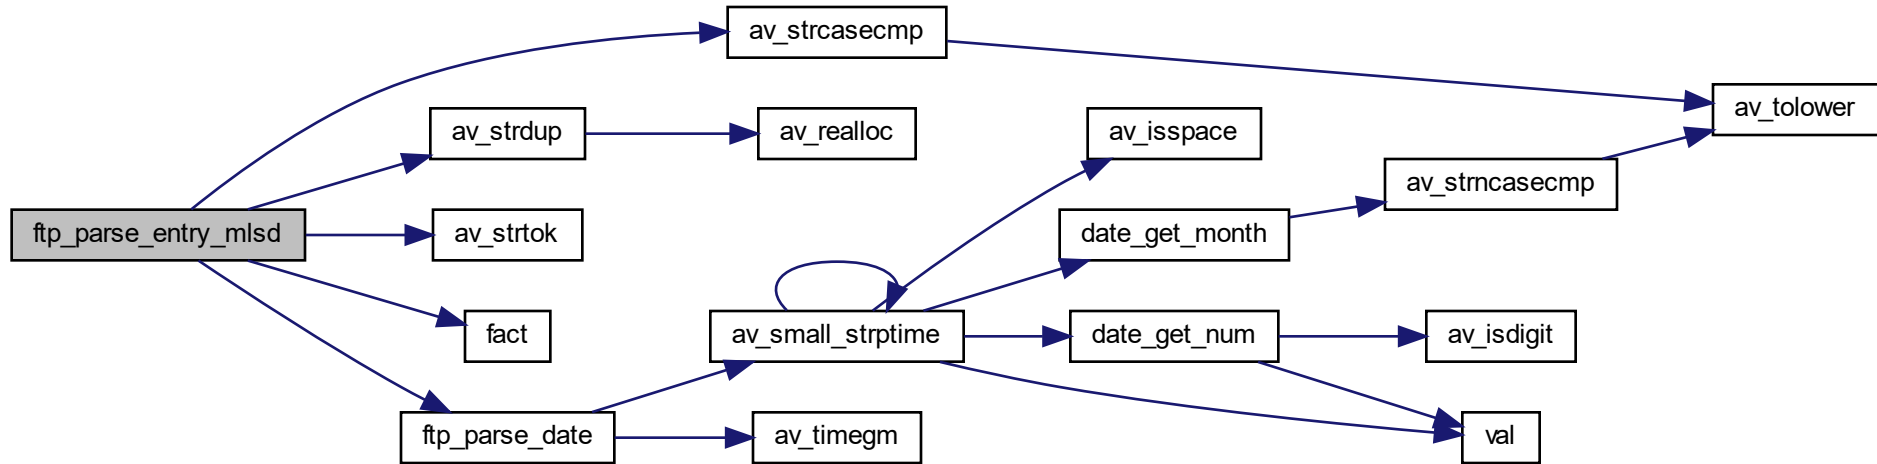 av_strcasecmp
av_tolower
av_strdup
av_realloc
av_isspace
av_strncasecmp
ftp_parse_entry_mlsd
av_strtok
date_get_month
fact
av_small_strptime
date_get_num
av_isdigit
ftp_parse_date
av_timegm
val